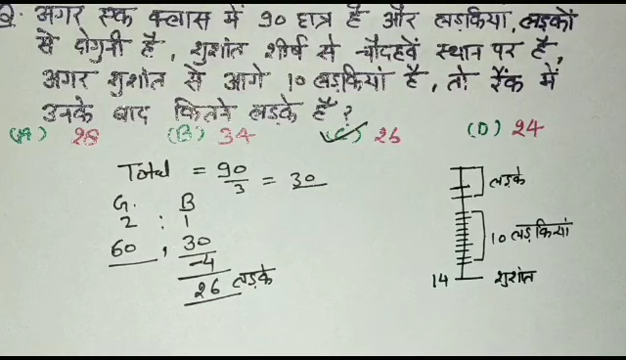 Q. अगर एक क्लास में 90 छात्र है और लड़कियां, लड़कों
से दोगुनी है, शुशांत शीर्ष से चौदहवें स्थान पर है,
अगर शुशांत से आगे 10 लड़कियां है, तो रैंक में
उनके बाद कितने लड़के है?
(A) 28 (B) 34 (C) 26 (D) 24
Total = 90/3 = 30
G. B
2 : 1
60, 30
-4
26 लड़के
लड़के
10 लड़कियां
14 शुशांत